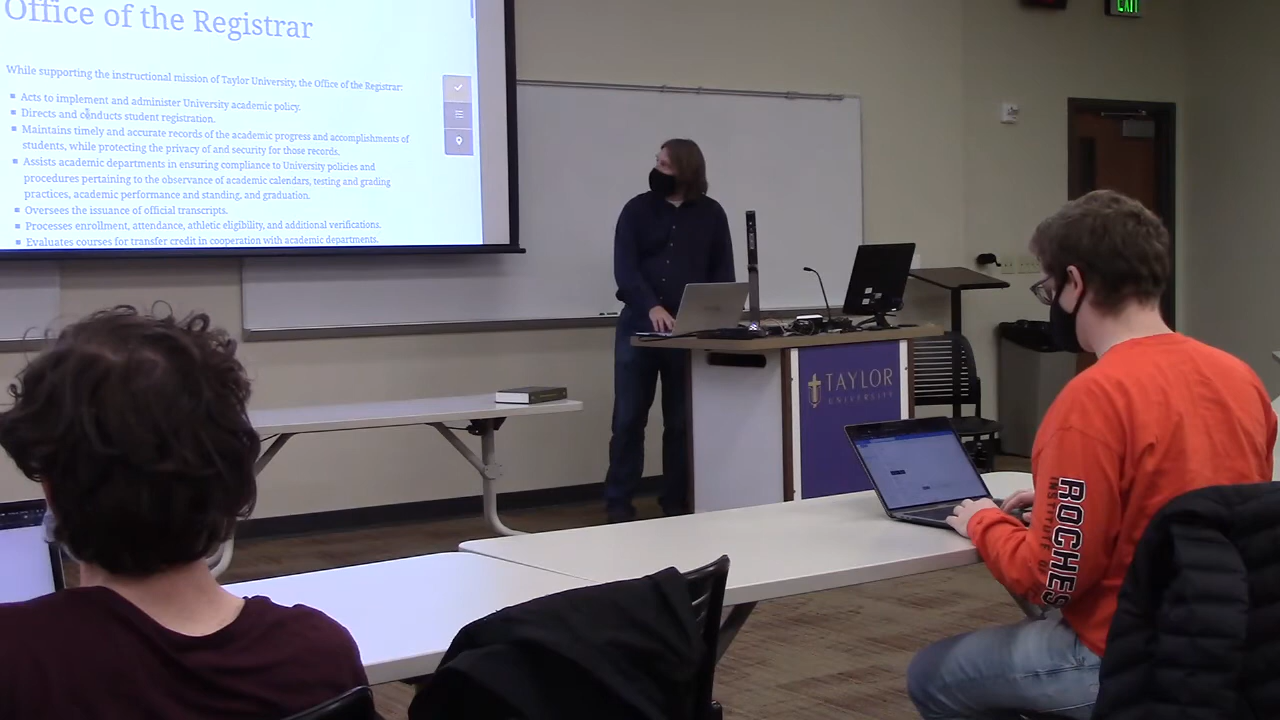 Office of the Registrar
While supporting the instructional mission of Taylor University, the Office of the Registrar:
Acts to implement and administer University academic policy.
Directs and conducts student registration.
Maintains timely and accurate records of the academic progress and accomplishments of
students, while protecting the privacy of and security for those records.
Assists academic departments in ensuring compliance to University policies and
procedures pertaining to the observance of academic calendars, testing and grading
practices, academic performance and standing, and graduation.
Oversees the issuance of official transcripts.
Processes enrollment, attendance, athletic eligibility, and additional verifications.
Evaluates courses for transfer credit in cooperation with academic departments.
EXIT
TAYLOR
UNIVERSITY
ROCHES
INSTITUTE OF